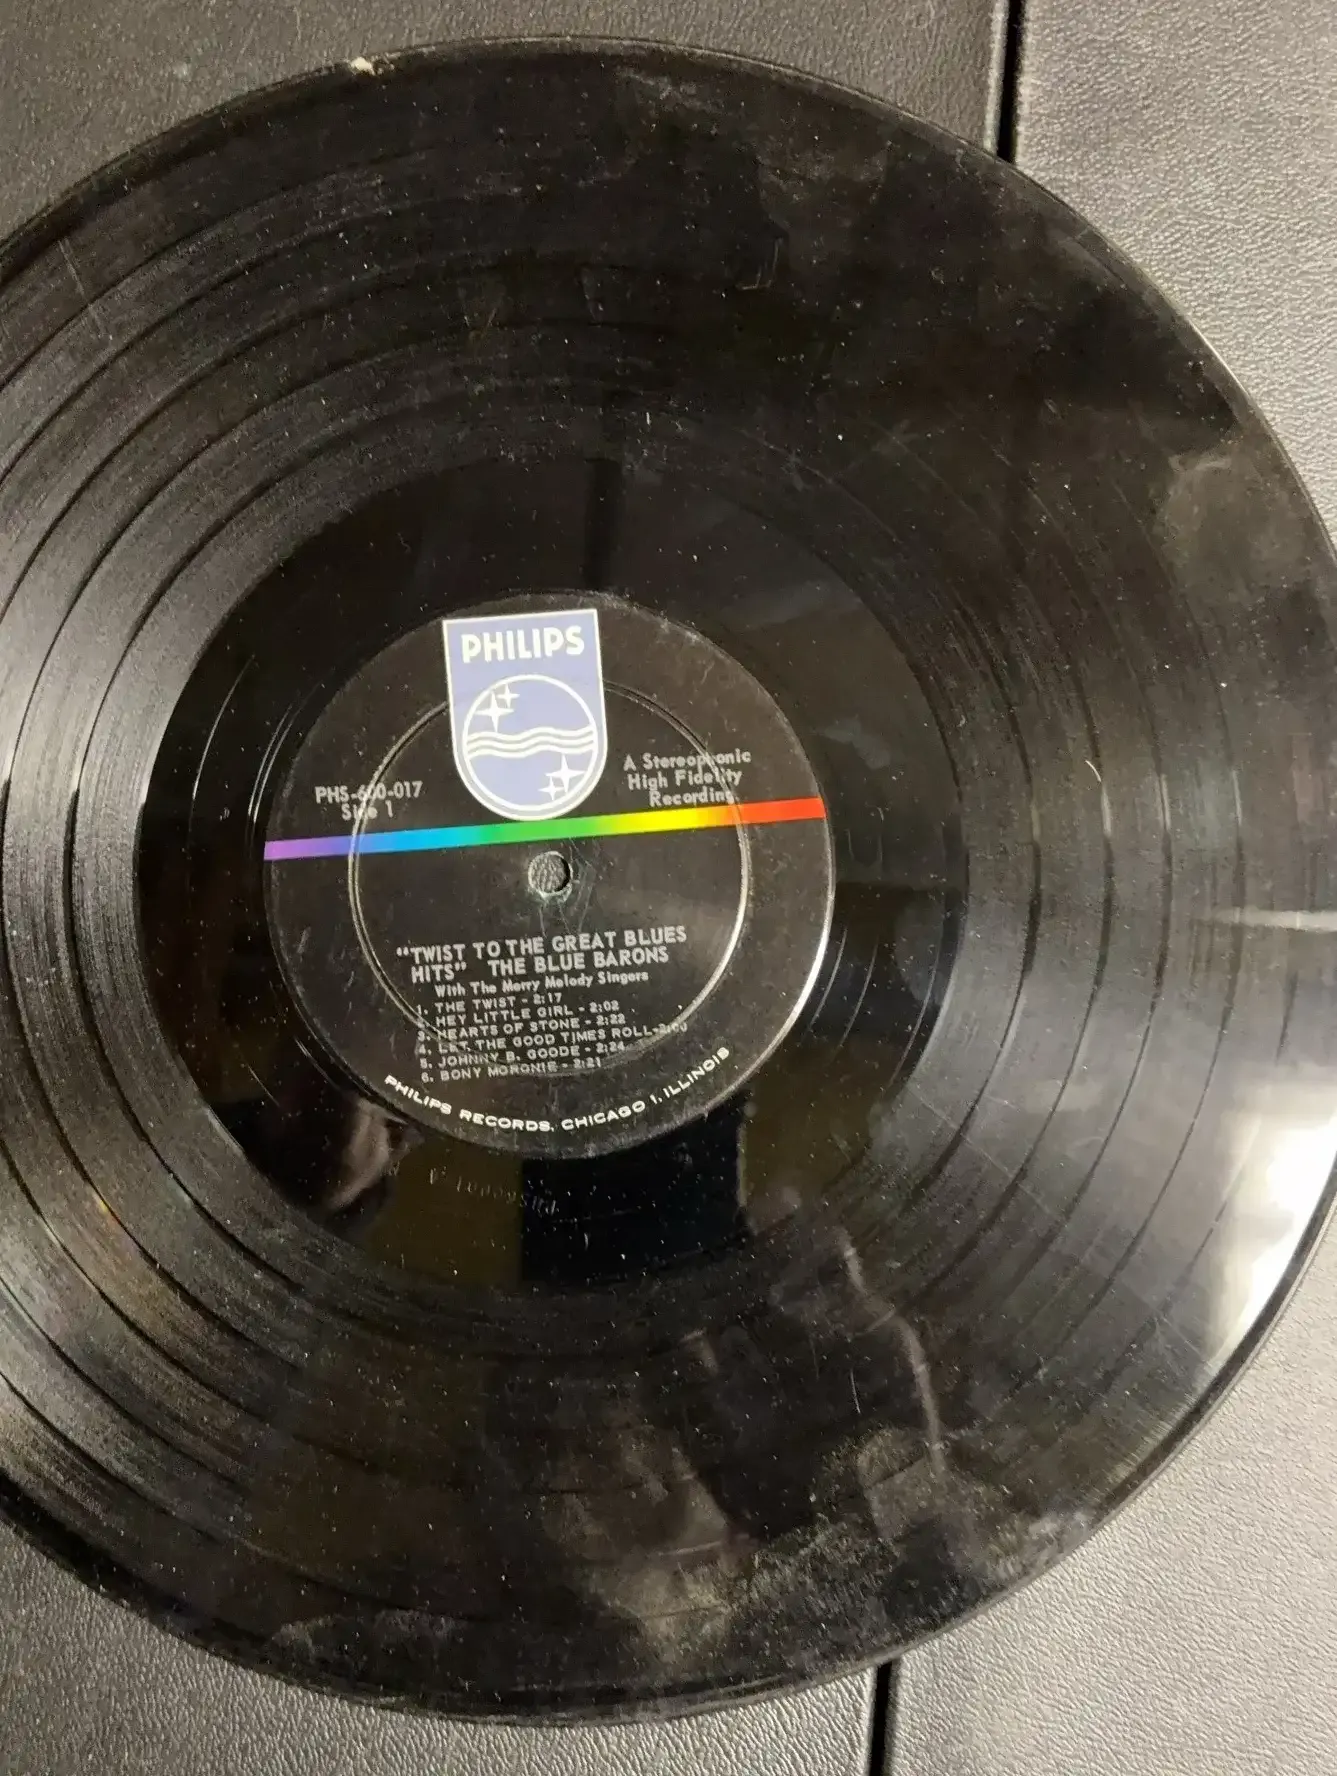 PHILIPS
A Stereophonic
High Fidelity
Recording
PHS-600-017
Side 1
"TWIST TO THE GREAT BLUES
HITS" THE BLUE BARONS
With The Merry Melody Singers
1. THE TWIST - 2:17
2. HEY LITTLE GIRL - 2:02
3. HEARTS OF STONE - 2:22
4. LET THE GOOD TIMES ROLL-2:00
5. JOHNNY B. GOODE - 2:24
6. BONY MORONIE - 2:21
PHILIPS RECORDS, CHICAGO 1, ILLINOIS